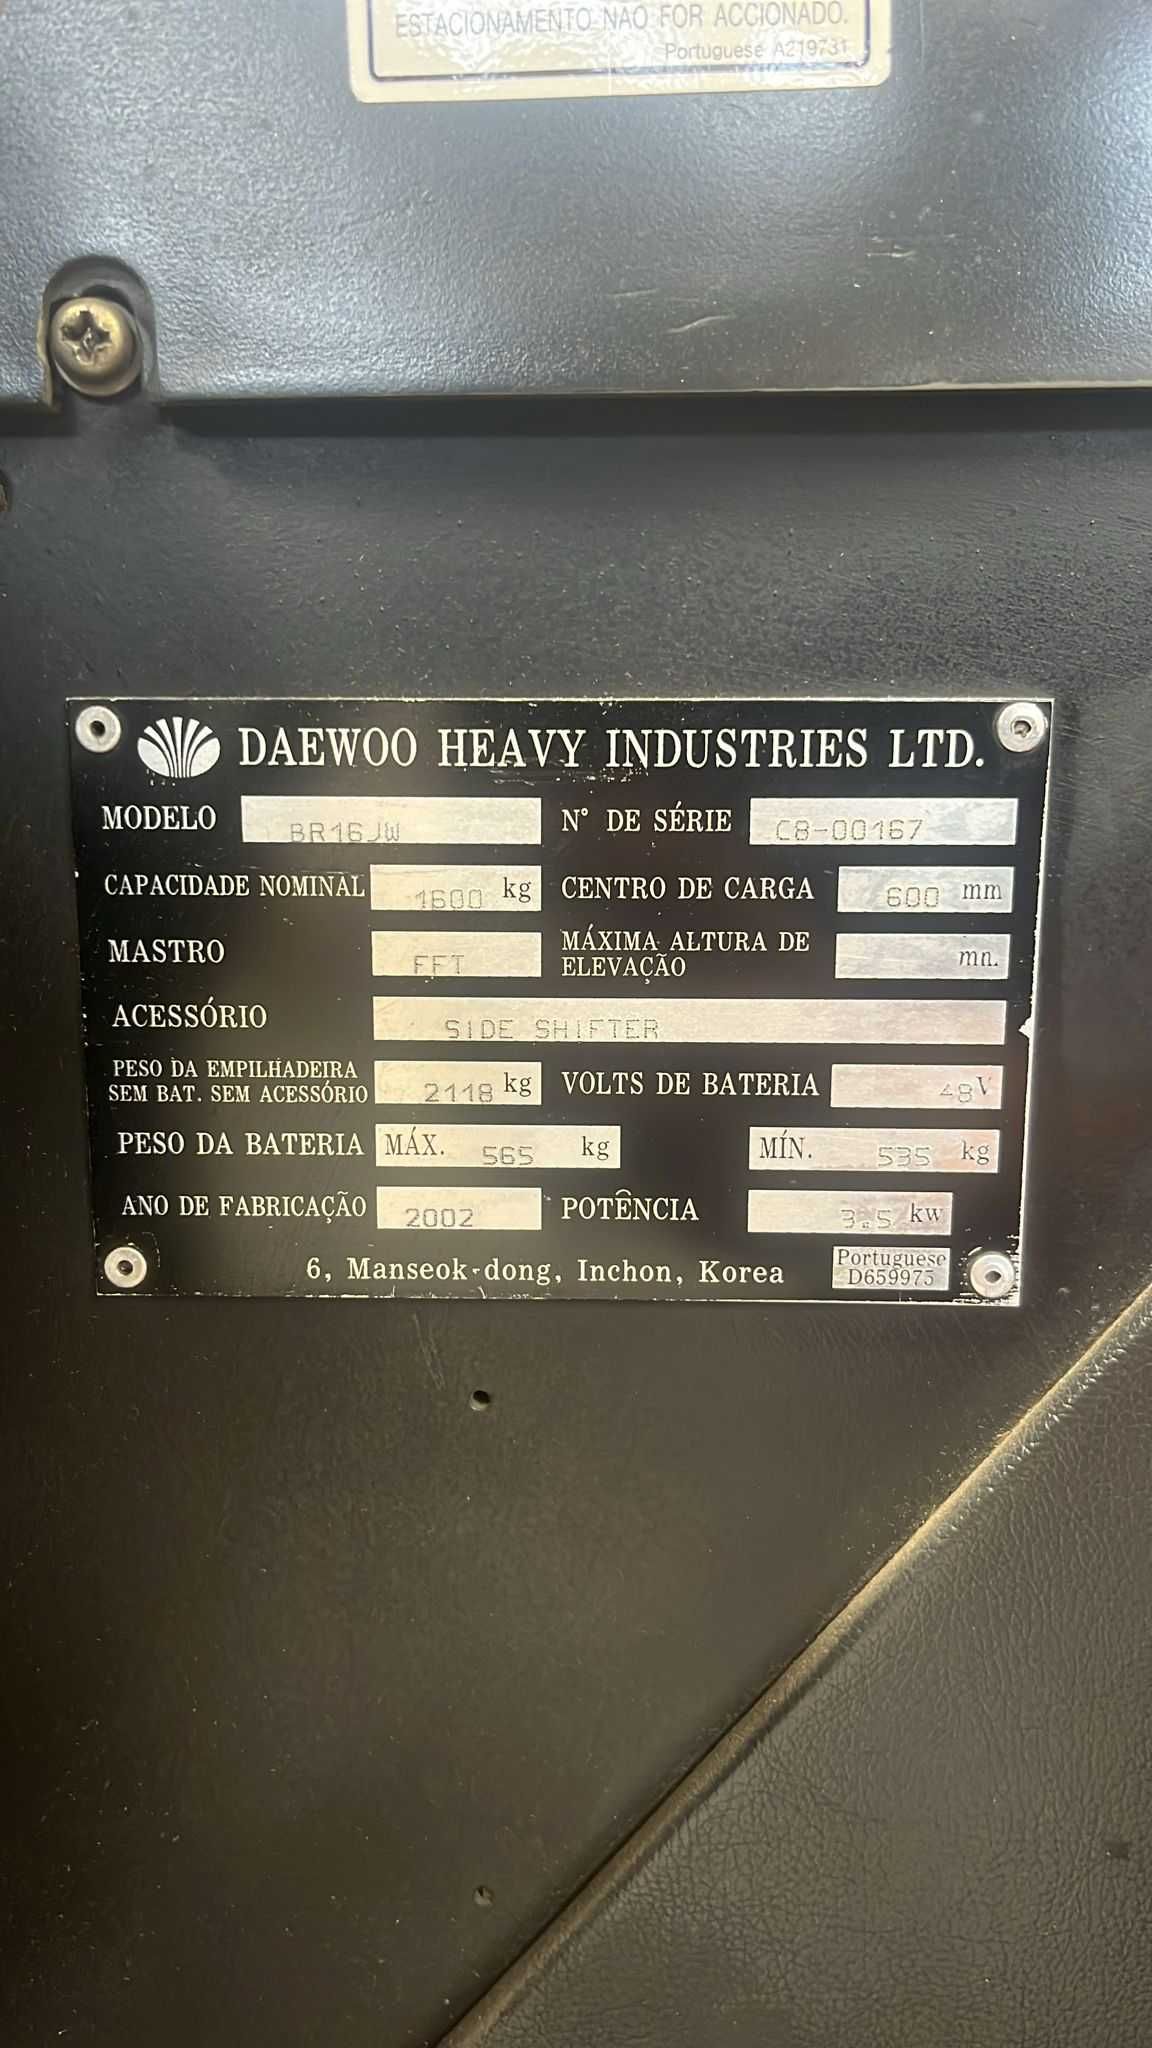 ESTACIONAMENTO NAO FOR ACCIONADO.
Portuguese A219731
DAEWOO HEAVY INDUSTRIES LTD.
MODELO BR16JW N° DE SÉRIE C8-00167
CAPACIDADE NOMINAL 1600 kg CENTRO DE CARGA 600 mm
MASTRO FFT MÁXIMA ALTURA DE ELEVAÇÃO mn.
ACESSÓRIO SIDE SHIFTER
PESO DA EMPILHADEIRA
SEM BAT. SEM ACESSÓRIO 2118 kg VOLTS DE BATERIA 48 V
PESO DA BATERIA MÁX. 565 kg MÍN. 535 kg
ANO DE FABRICAÇÃO 2002 POTÊNCIA 3.5 kw
6, Manseok-dong, Inchon, Korea
Portuguese
D659975